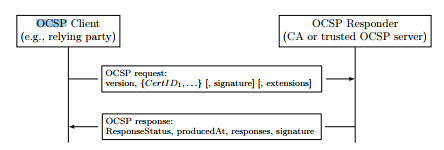 OCSP Client
(e.g., relying party)
OCSP Responder
(CA or trusted OCSP server)
OCSP request:
version, {CertID₁,…} [, signature] [, extensions]
OCSP response:
ResponseStatus, producedAt, responses, signature